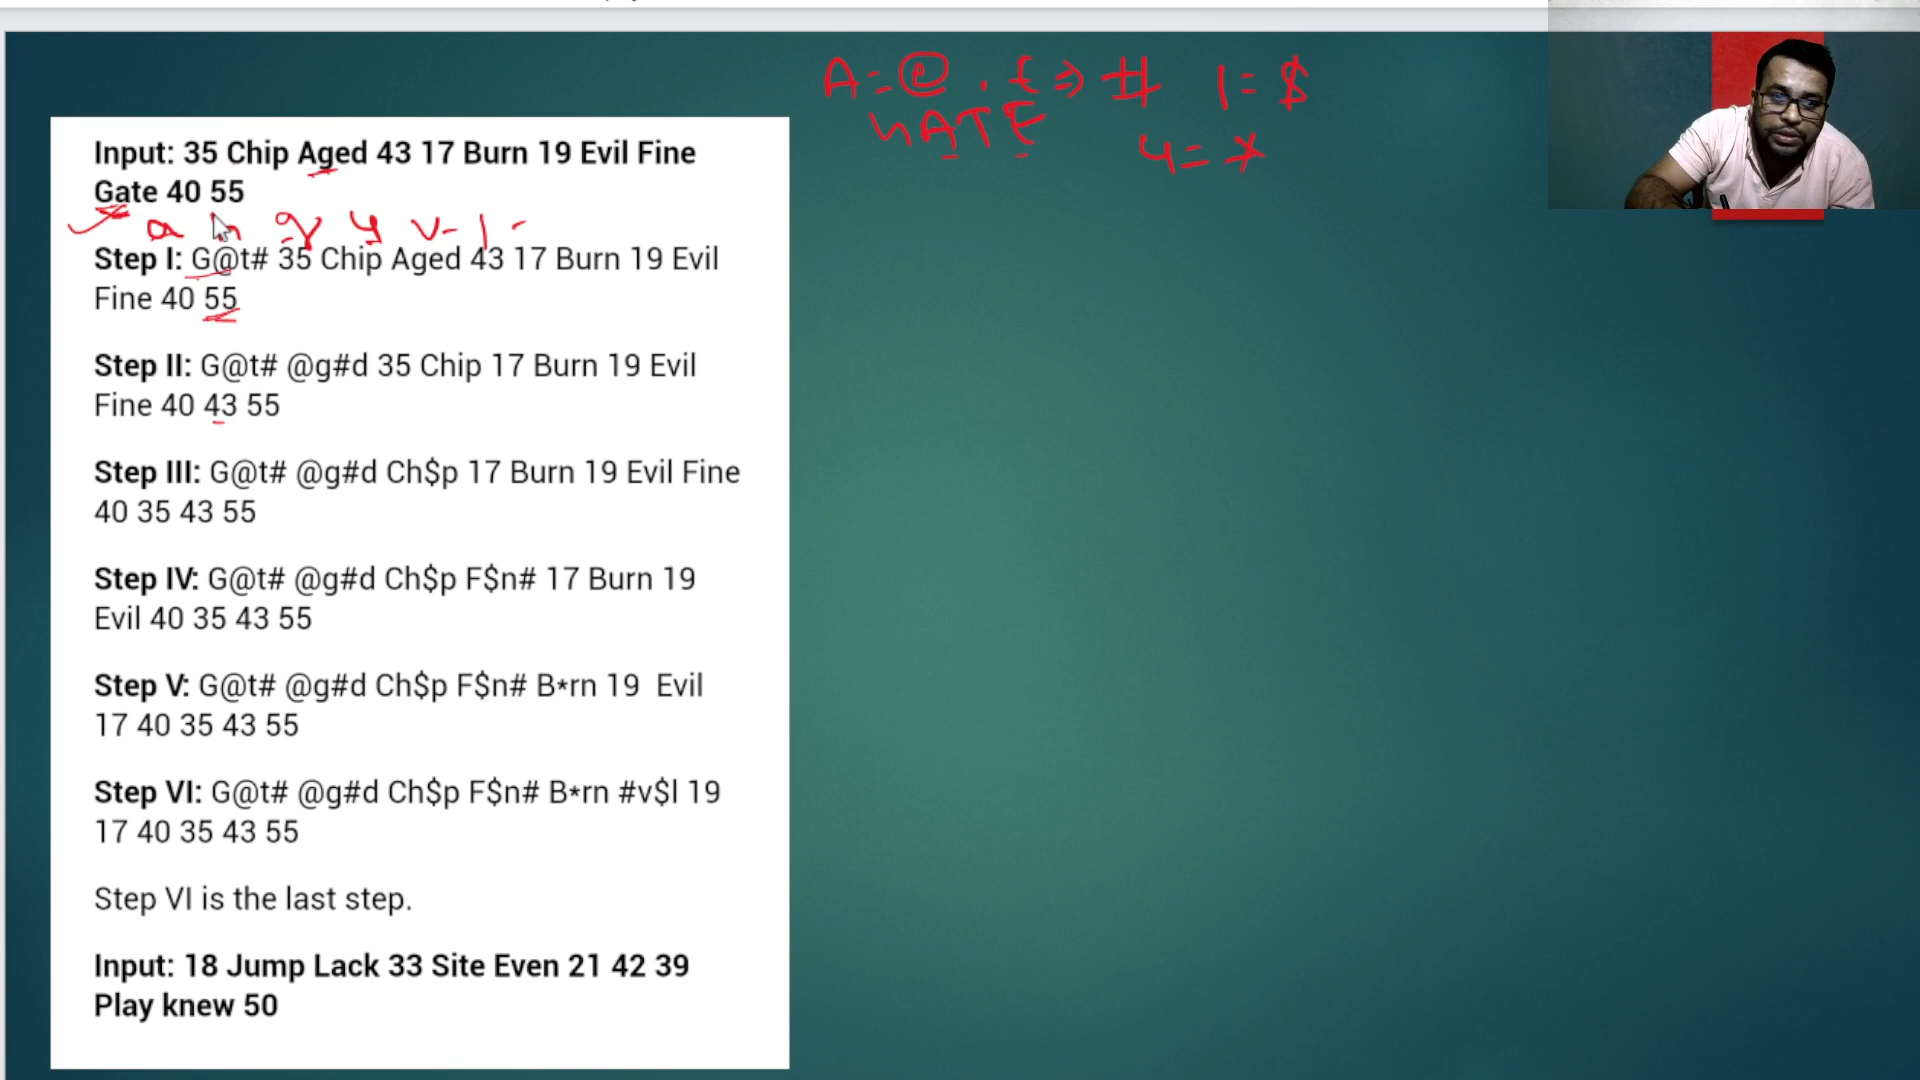 A = @ . E => # 1 = $
hATE
4 = *
Input: 35 Chip Aged 43 17 Burn 19 Evil Fine
Gate 40 55
Step I: G@t# 35 Chip Aged 43 17 Burn 19 Evil
Fine 40 55
Step II: G@t# @g#d 35 Chip 17 Burn 19 Evil
Fine 40 43 55
Step III: G@t# @g#d Ch$p 17 Burn 19 Evil Fine
40 35 43 55
Step IV: G@t# @g#d Ch$p F$n# 17 Burn 19
Evil 40 35 43 55
Step V: G@t# @g#d Ch$p F$n# B*rn 19 Evil
17 40 35 43 55
Step VI: G@t# @g#d Ch$p F$n# B*rn #v$l 19
17 40 35 43 55
Step VI is the last step.
Input: 18 Jump Lack 33 Site Even 21 42 39
Play knew 50